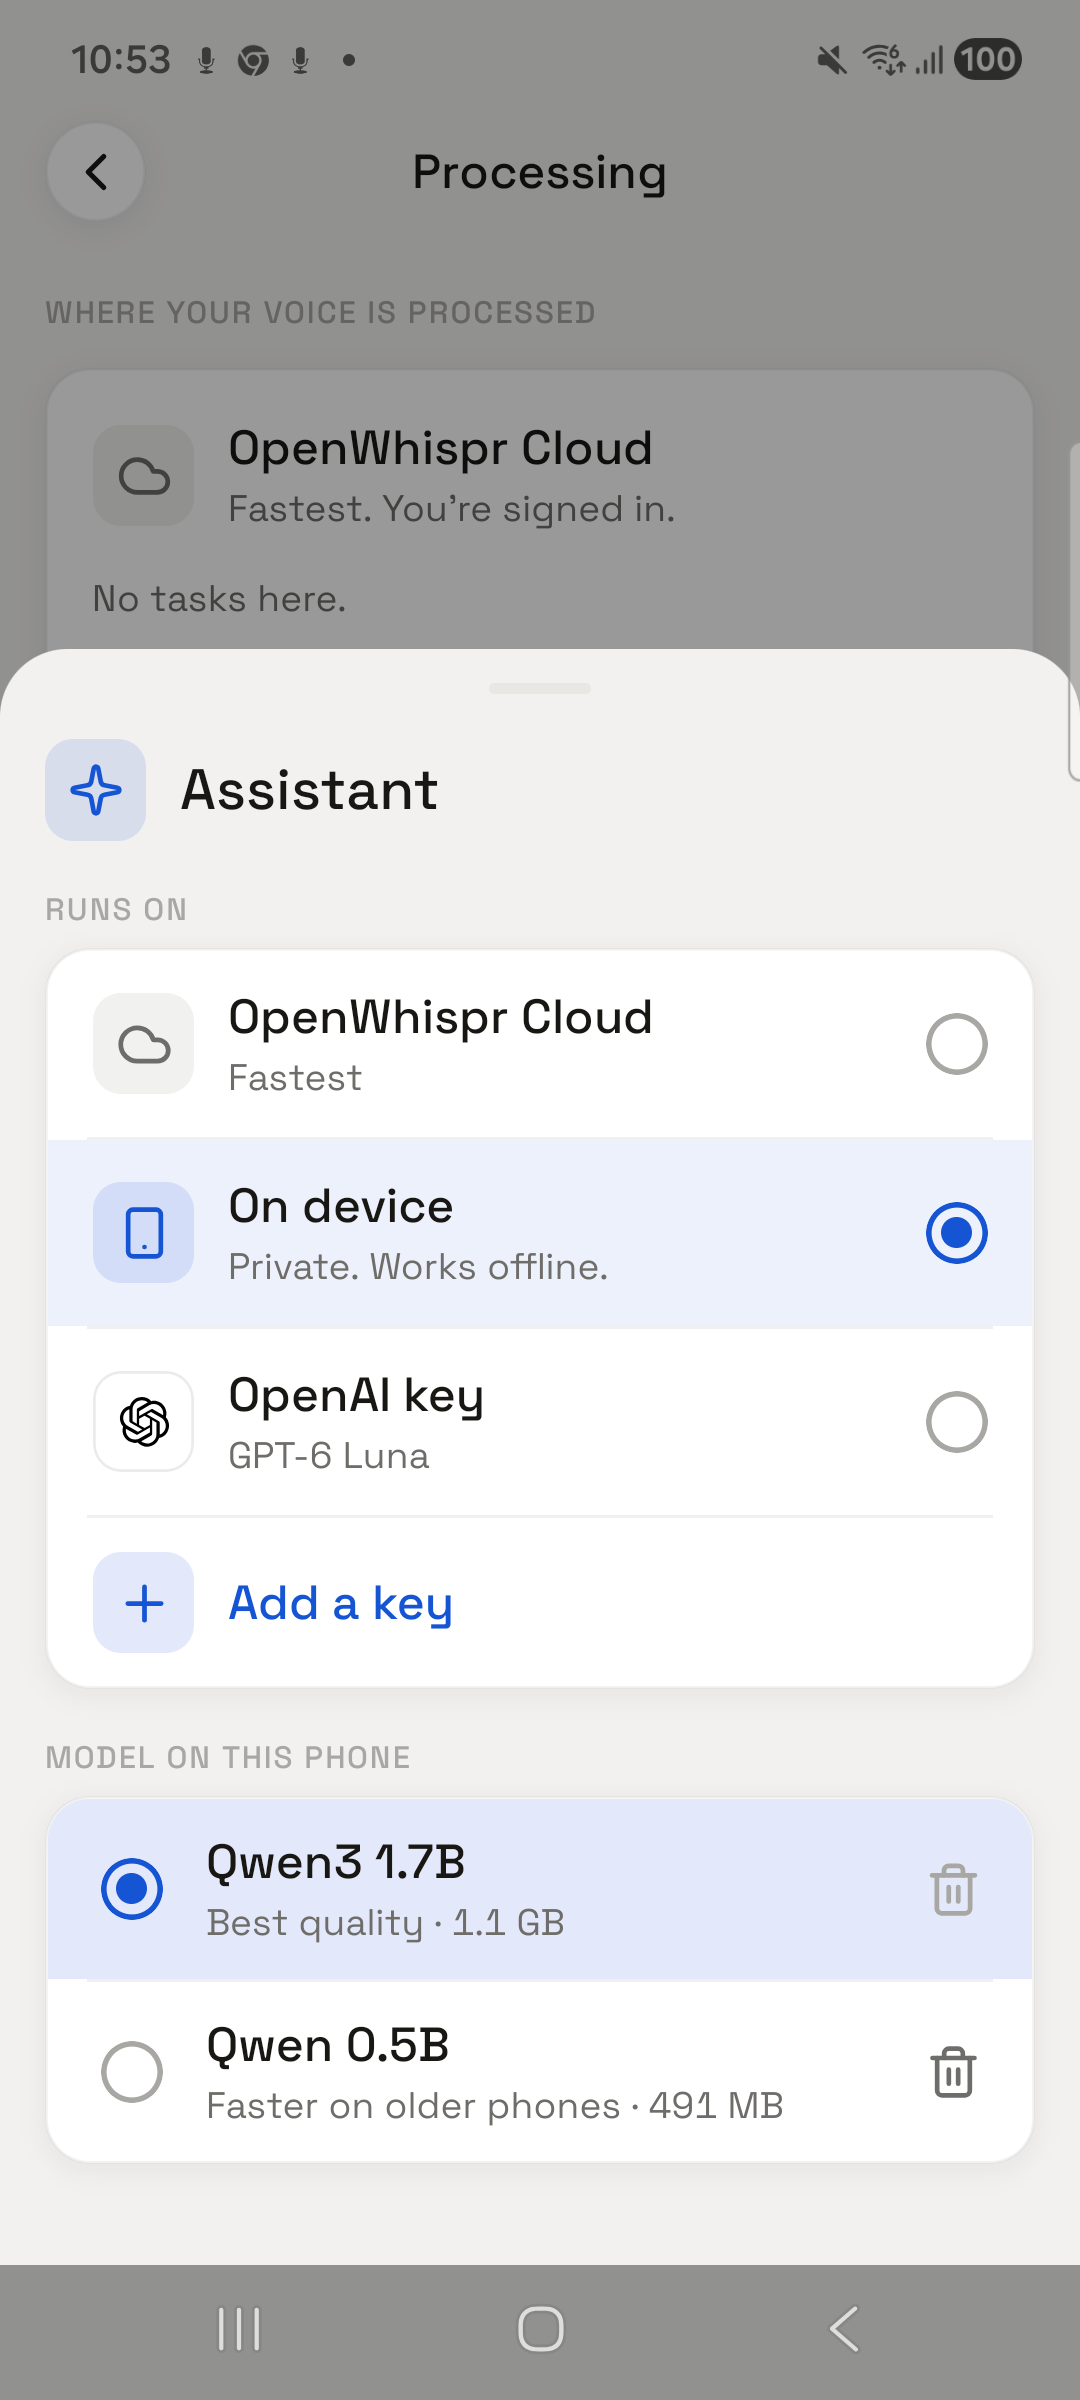 10:53
6
100
Processing
WHERE YOUR VOICE IS PROCESSED
OpenWhispr Cloud
Fastest. You’re signed in.
No tasks here.
Assistant
RUNS ON
OpenWhispr Cloud
Fastest
On device
Private. Works offline.
OpenAI key
GPT-6 Luna
Add a key
MODEL ON THIS PHONE
Qwen3 1.7B
Best quality · 1.1 GB
Qwen 0.5B
Faster on older phones · 491 MB